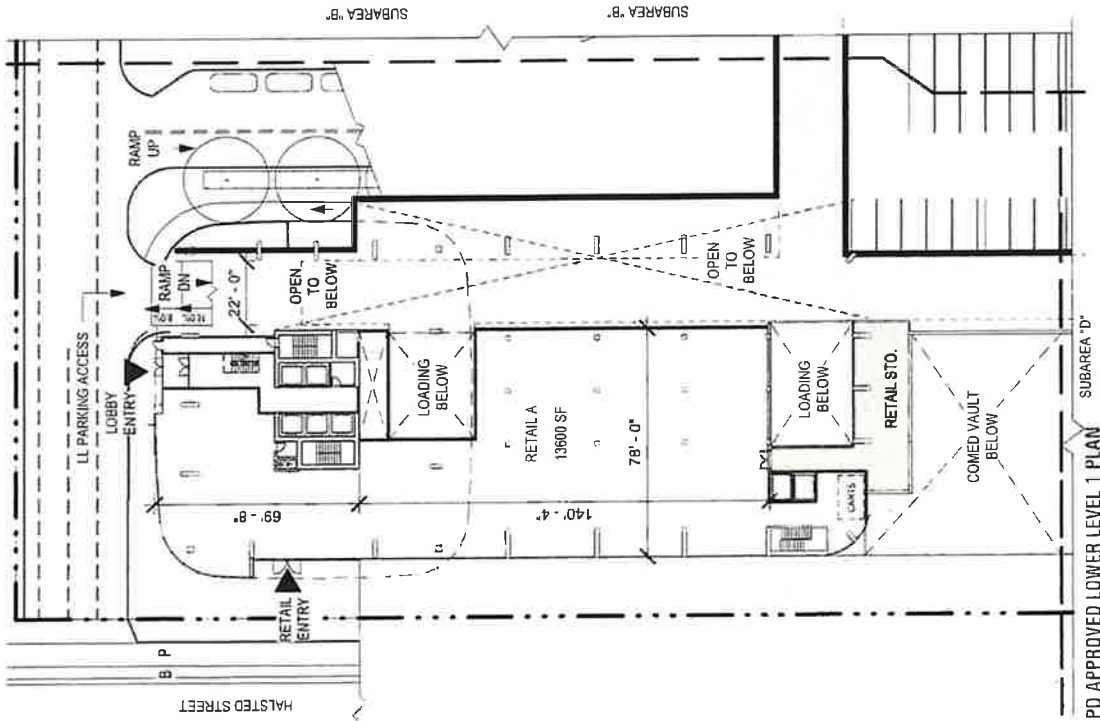 SUBAREA "B"
SUBAREA "B"
RAMP
UP
LL PARKING ACCESS
LOBBY
ENTRY
RAMP
DN
8.0%
22' - 0"
OPEN
TO
BELOW
OPEN
TO
BELOW
LOADING
BELOW
RETAIL A
13600 SF
78' - 0"
LOADING
BELOW
RETAIL STO.
69' - 8"
140' - 4"
CARTS
COMED VAULT
BELOW
RETAIL
ENTRY
B P
HALSTED STREET
SUBAREA "D"
PD APPROVED LOWER LEVEL 1 PLAN